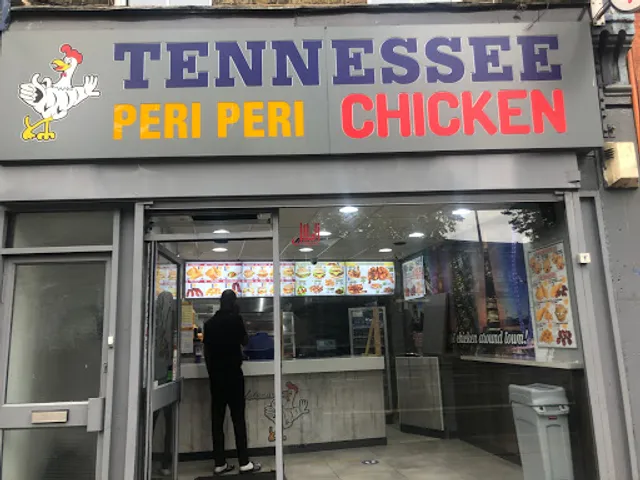 TENNESSEE
PERI PERI CHICKEN
chicken around town!